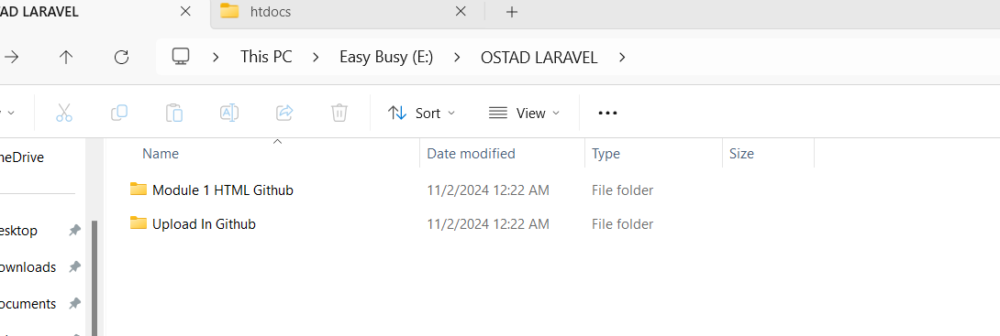 AD LARAVEL
htdocs
This PC > Easy Busy (E:) > OSTAD LARAVEL >
Sort
View
Name Date modified Type Size
neDrive
Module 1 HTML Github 11/2/2024 12:22 AM File folder
Upload In Github 11/2/2024 12:22 AM File folder
esktop
ownloads
ocuments